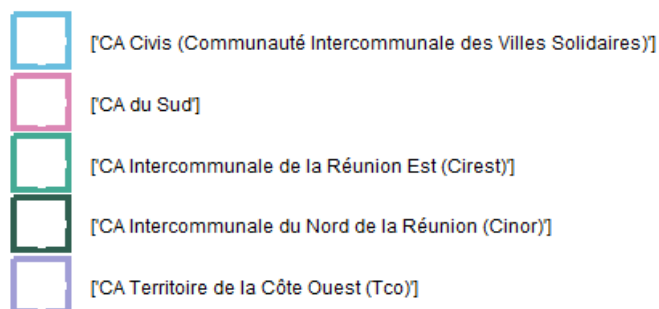 ['CA Civis (Communauté Intercommunale des Villes Solidaires)']
['CA du Sud']
['CA Intercommunale de la Réunion Est (Cirest)']
['CA Intercommunale du Nord de la Réunion (Cinor)']
['CA Territoire de la Côte Ouest (Tco)']